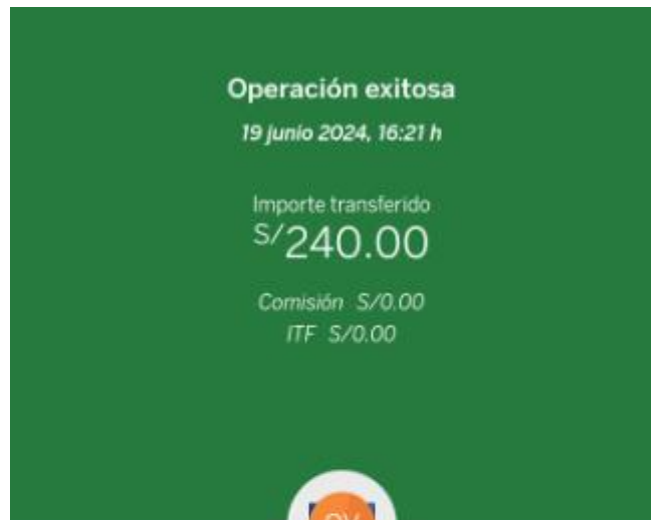 Operación exitosa
19 junio 2024, 16:21 h
Importe transferido
S/240.00
Comisión S/0.00
ITF S/0.00